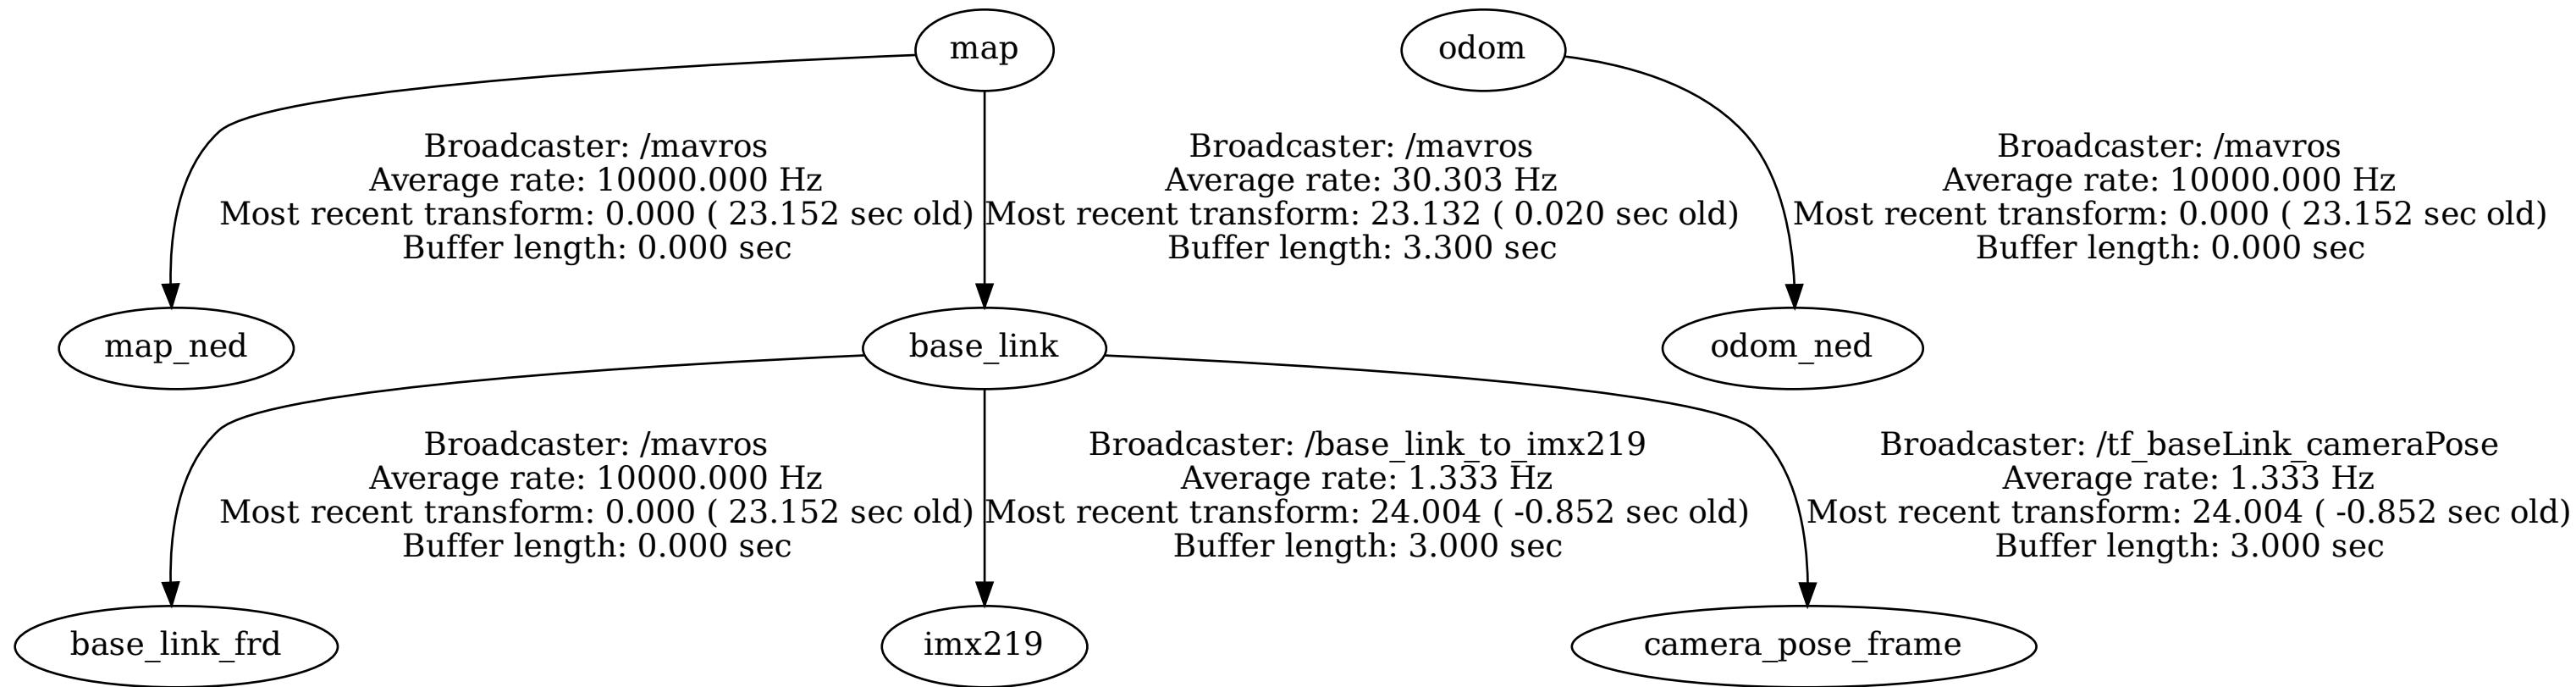 map
odom
Broadcaster: /mavros
Average rate: 10000.000 Hz
Most recent transform: 0.000 ( 23.152 sec old)
Buffer length: 0.000 sec
Broadcaster: /mavros
Average rate: 30.303 Hz
Most recent transform: 23.132 ( 0.020 sec old)
Buffer length: 3.300 sec
Broadcaster: /mavros
Average rate: 10000.000 Hz
Most recent transform: 0.000 ( 23.152 sec old)
Buffer length: 0.000 sec
map_ned
base_link
odom_ned
Broadcaster: /mavros
Average rate: 10000.000 Hz
Most recent transform: 0.000 ( 23.152 sec old)
Buffer length: 0.000 sec
Broadcaster: /base_link_to_imx219
Average rate: 1.333 Hz
Most recent transform: 24.004 ( -0.852 sec old)
Buffer length: 3.000 sec
Broadcaster: /tf_baseLink_cameraPose
Average rate: 1.333 Hz
Most recent transform: 24.004 ( -0.852 sec old)
Buffer length: 3.000 sec
base_link_frd
imx219
camera_pose_frame